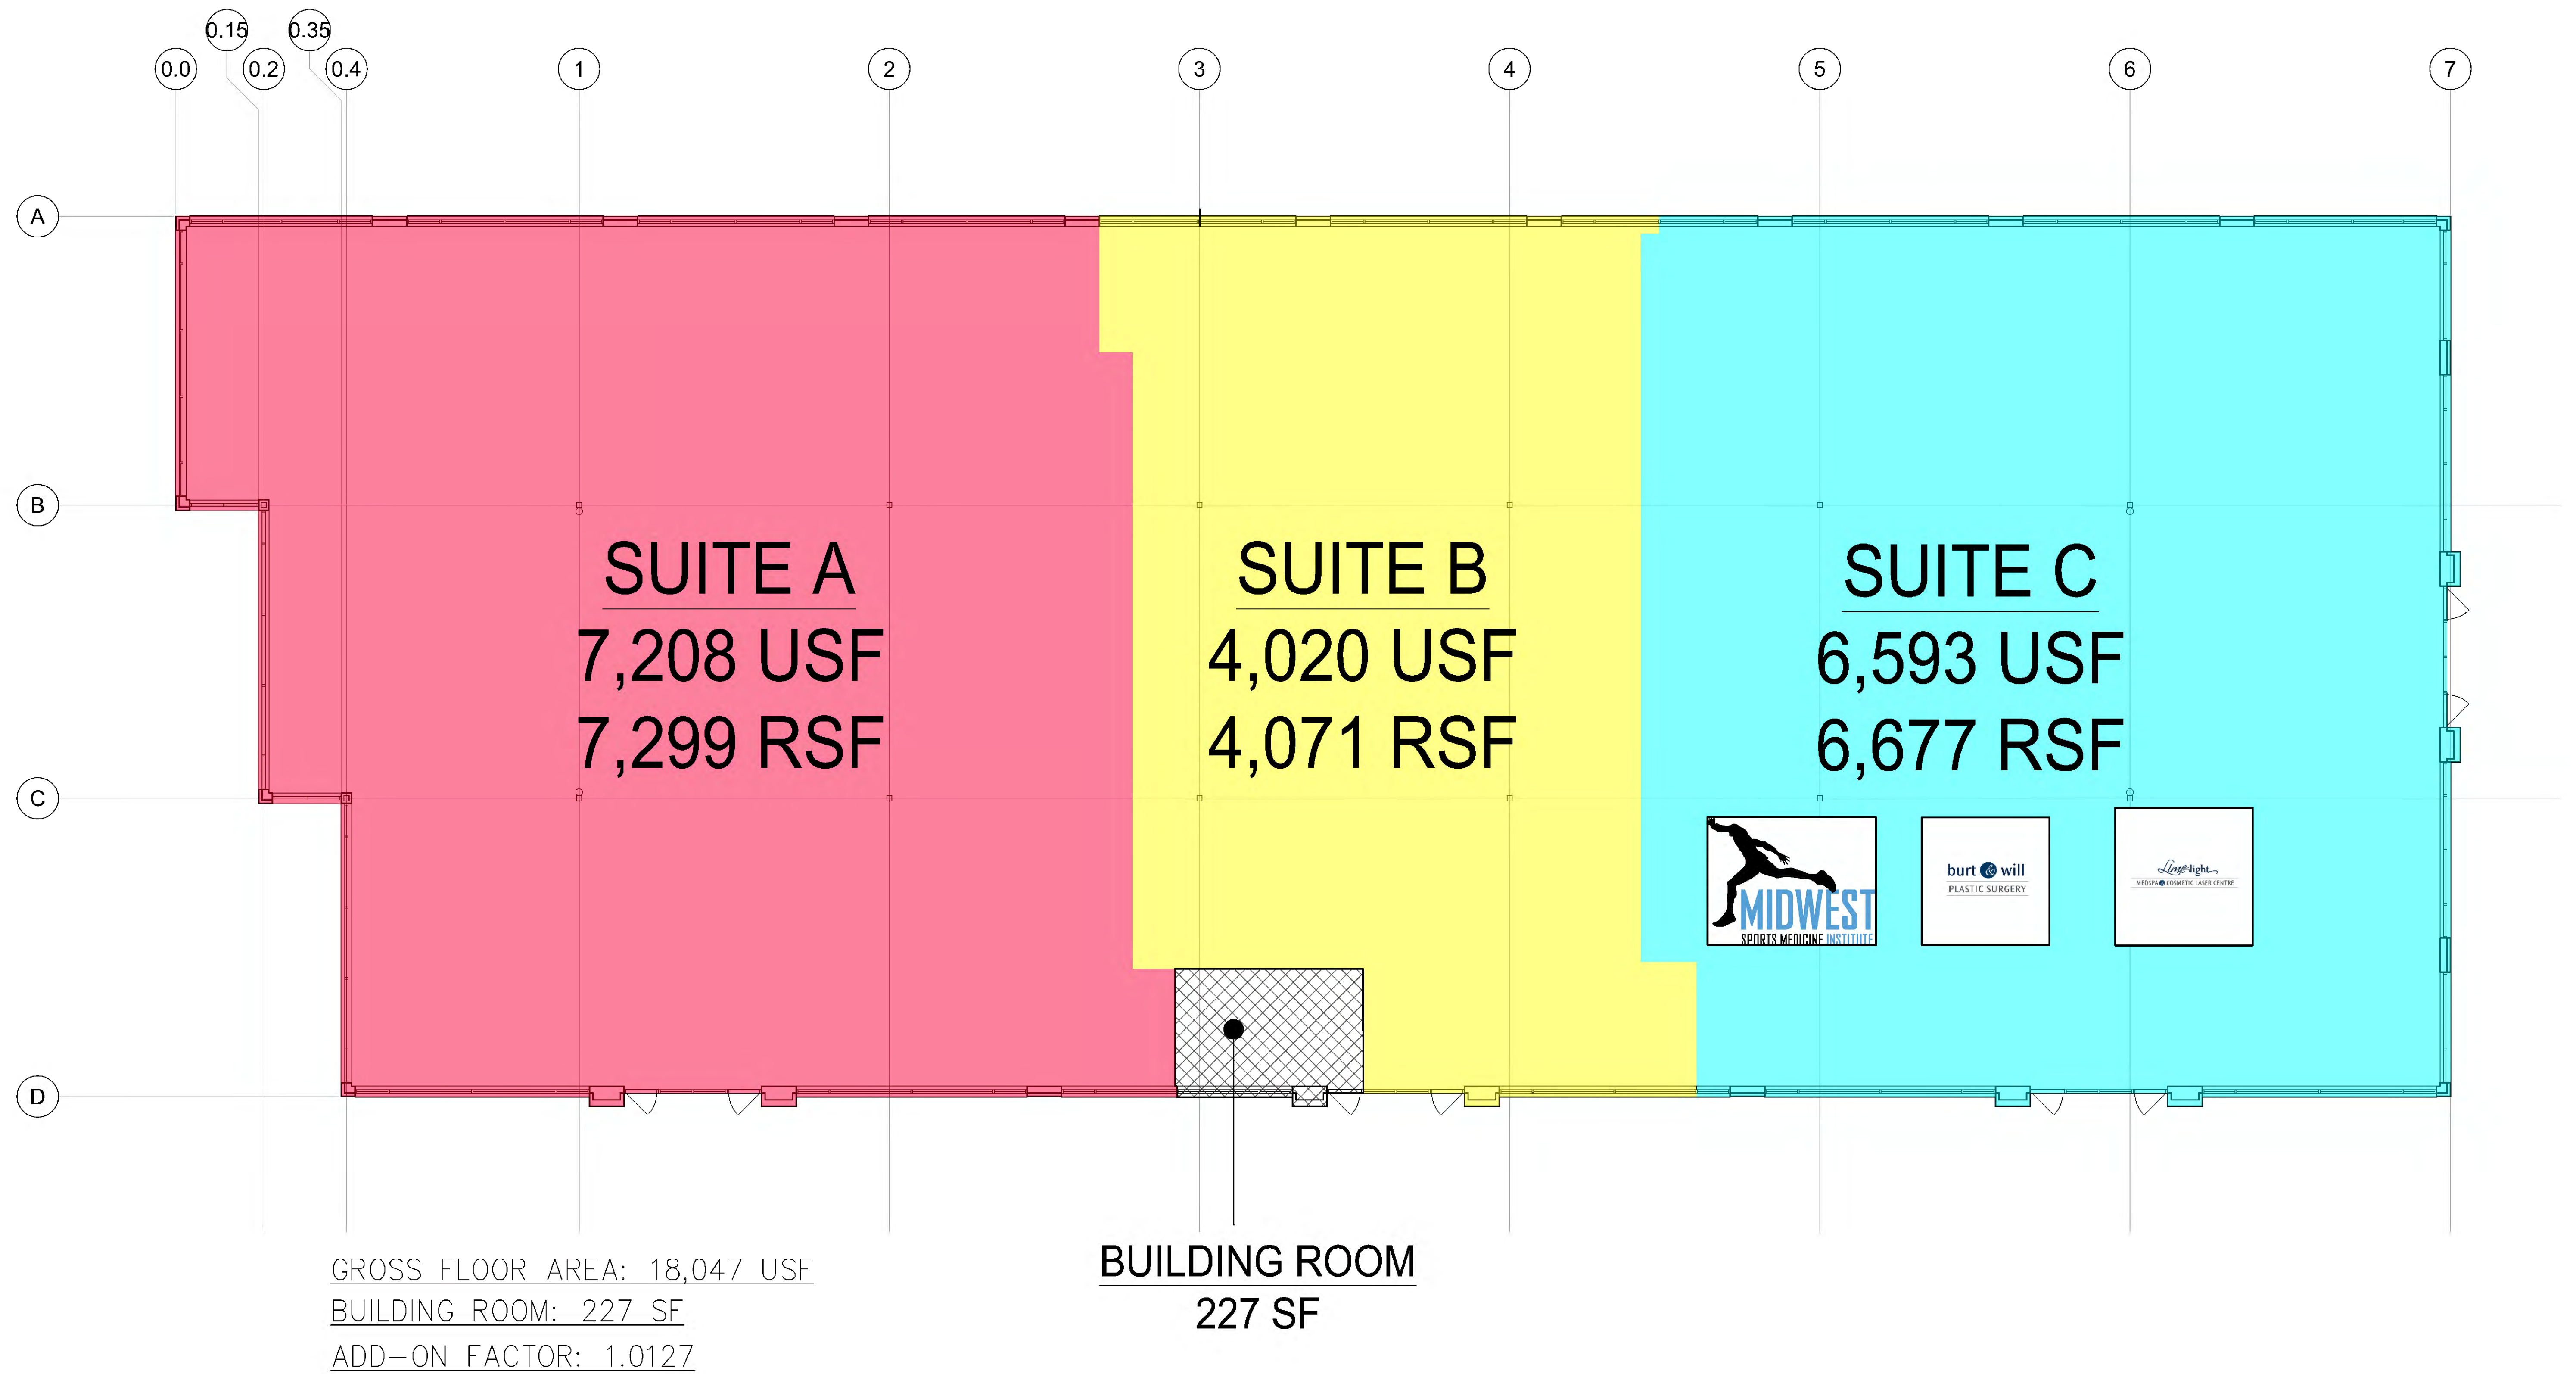 0.15 0.35
0.0 0.2 0.4 1 2 3 4 5 6 7
A
B
SUITE A
7,208 USF
7,299 RSF
SUITE B
4,020 USF
4,071 RSF
SUITE C
6,593 USF
6,677 RSF
C
MIDWEST
SPORTS MEDICINE INSTITUTE
burt & will
PLASTIC SURGERY
Lime light
MEDSPA & COSMETIC LASER CENTRE
D
BUILDING ROOM
227 SF
GROSS FLOOR AREA: 18,047 USF
BUILDING ROOM: 227 SF
ADD-ON FACTOR: 1.0127